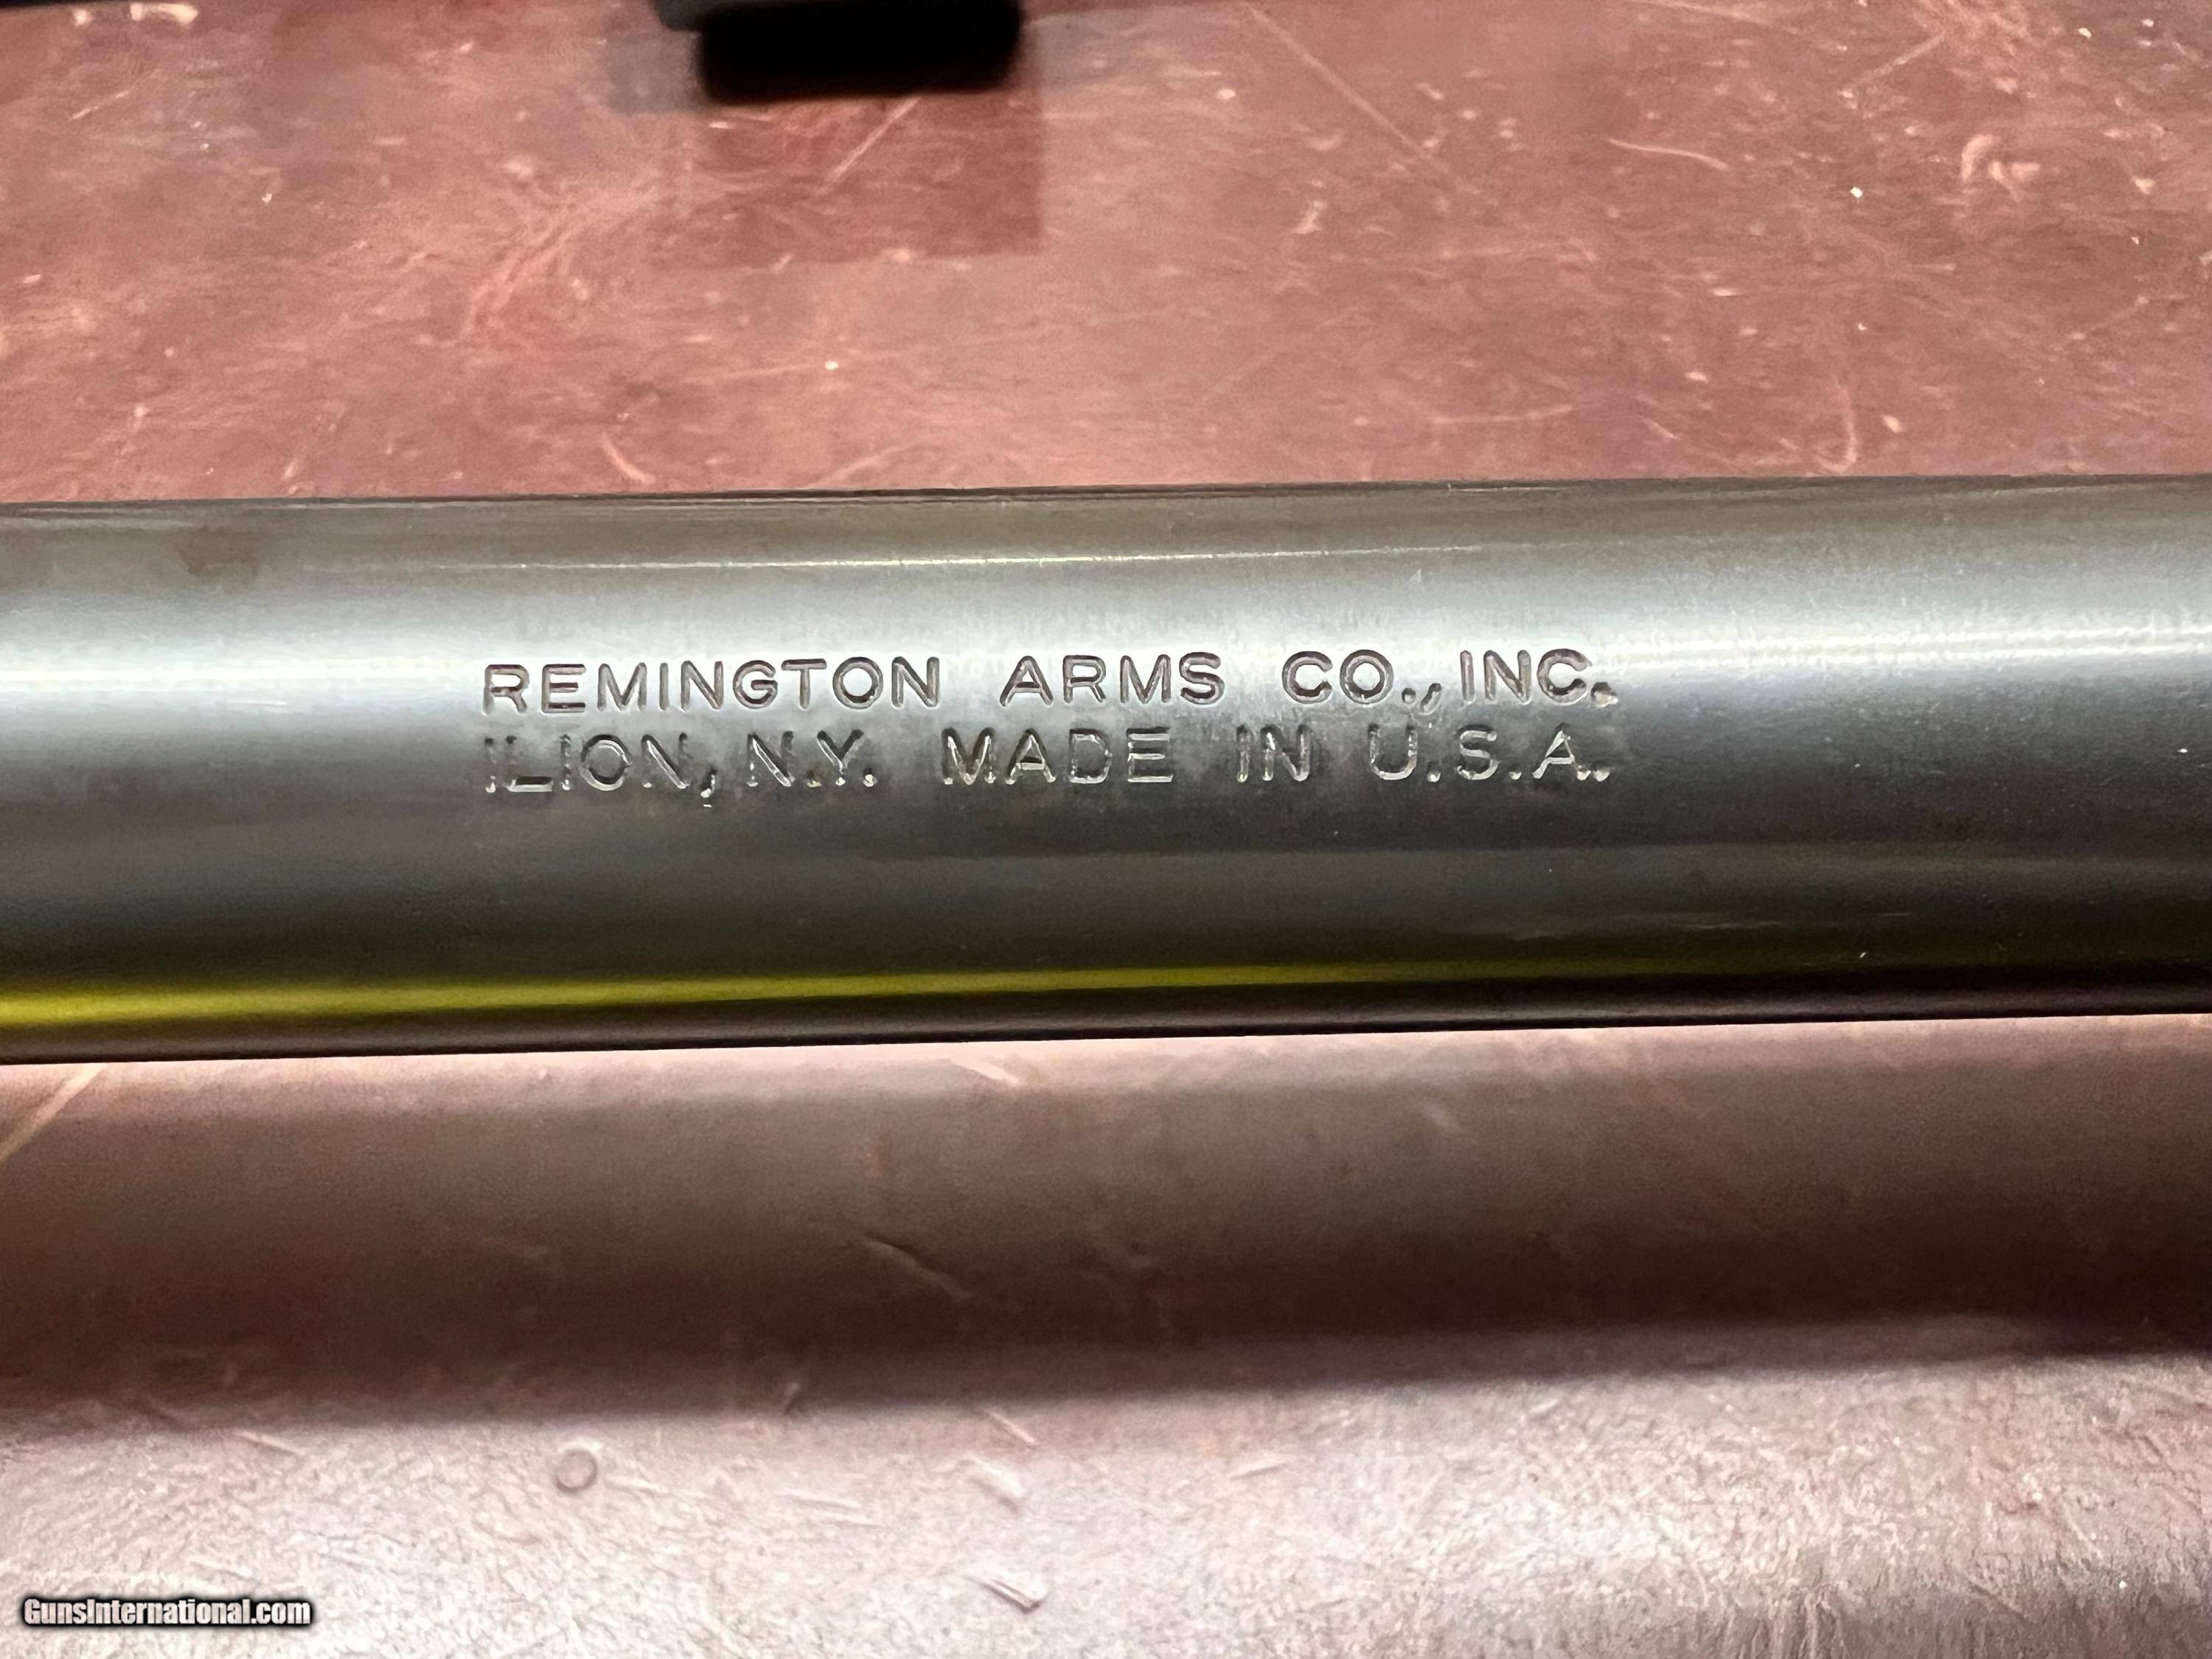 REMINGTON ARMS CO., INC.
ILION, N.Y. MADE IN U.S.A.
GunsInternational.com